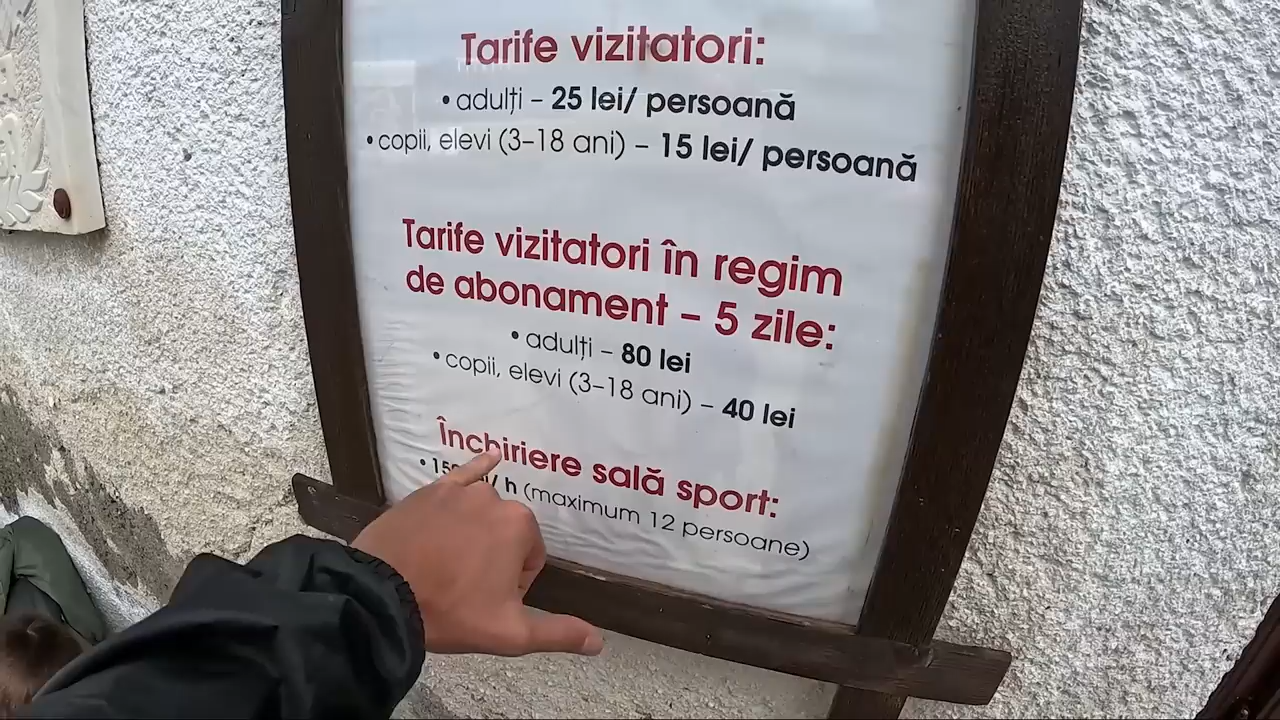 Tarife vizitatori:
• adulți – 25 lei/ persoană
• copii, elevi (3–18 ani) – 15 lei/ persoană
Tarife vizitatori în regim
de abonament – 5 zile:
• adulți – 80 lei
• copii, elevi (3–18 ani) – 40 lei
Închiriere sală sport:
• h (maximum 12 persoane)